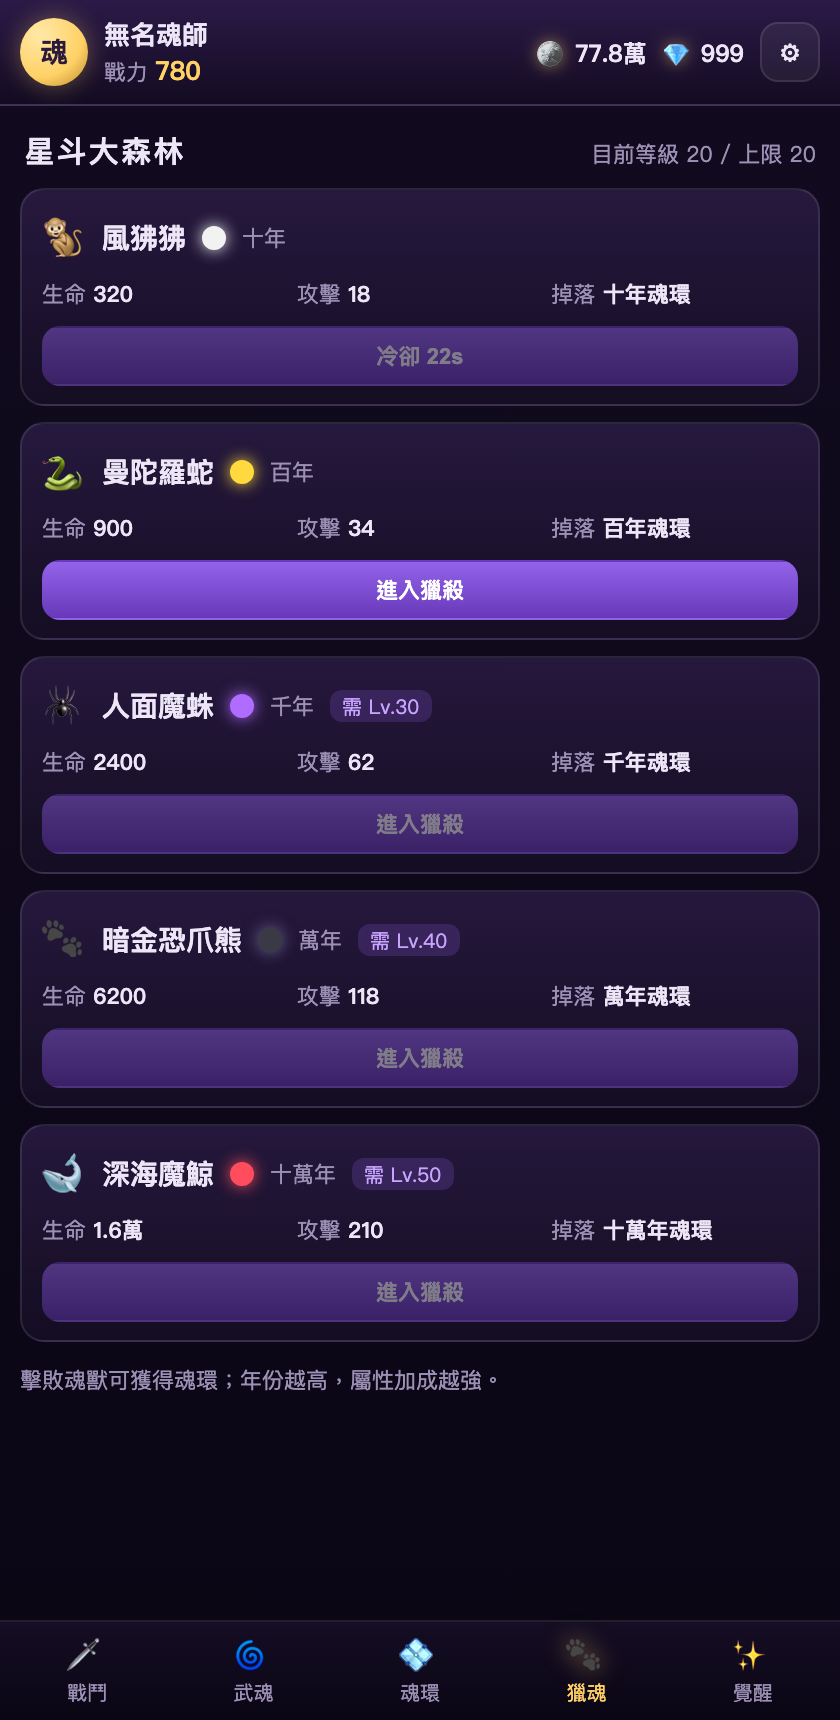 魂
無名魂師
戰力 780
77.8萬 999
星斗大森林
目前等級 20 / 上限 20
風狒狒 十年
生命 320 攻擊 18 掉落 十年魂環
冷卻 22s
曼陀羅蛇 百年
生命 900 攻擊 34 掉落 百年魂環
進入獵殺
人面魔蛛 千年 需 Lv.30
生命 2400 攻擊 62 掉落 千年魂環
進入獵殺
暗金恐爪熊 萬年 需 Lv.40
生命 6200 攻擊 118 掉落 萬年魂環
進入獵殺
深海魔鯨 十萬年 需 Lv.50
生命 1.6萬 攻擊 210 掉落 十萬年魂環
進入獵殺
擊敗魂獸可獲得魂環；年份越高，屬性加成越強。
戰鬥 武魂 魂環 獵魂 覺醒